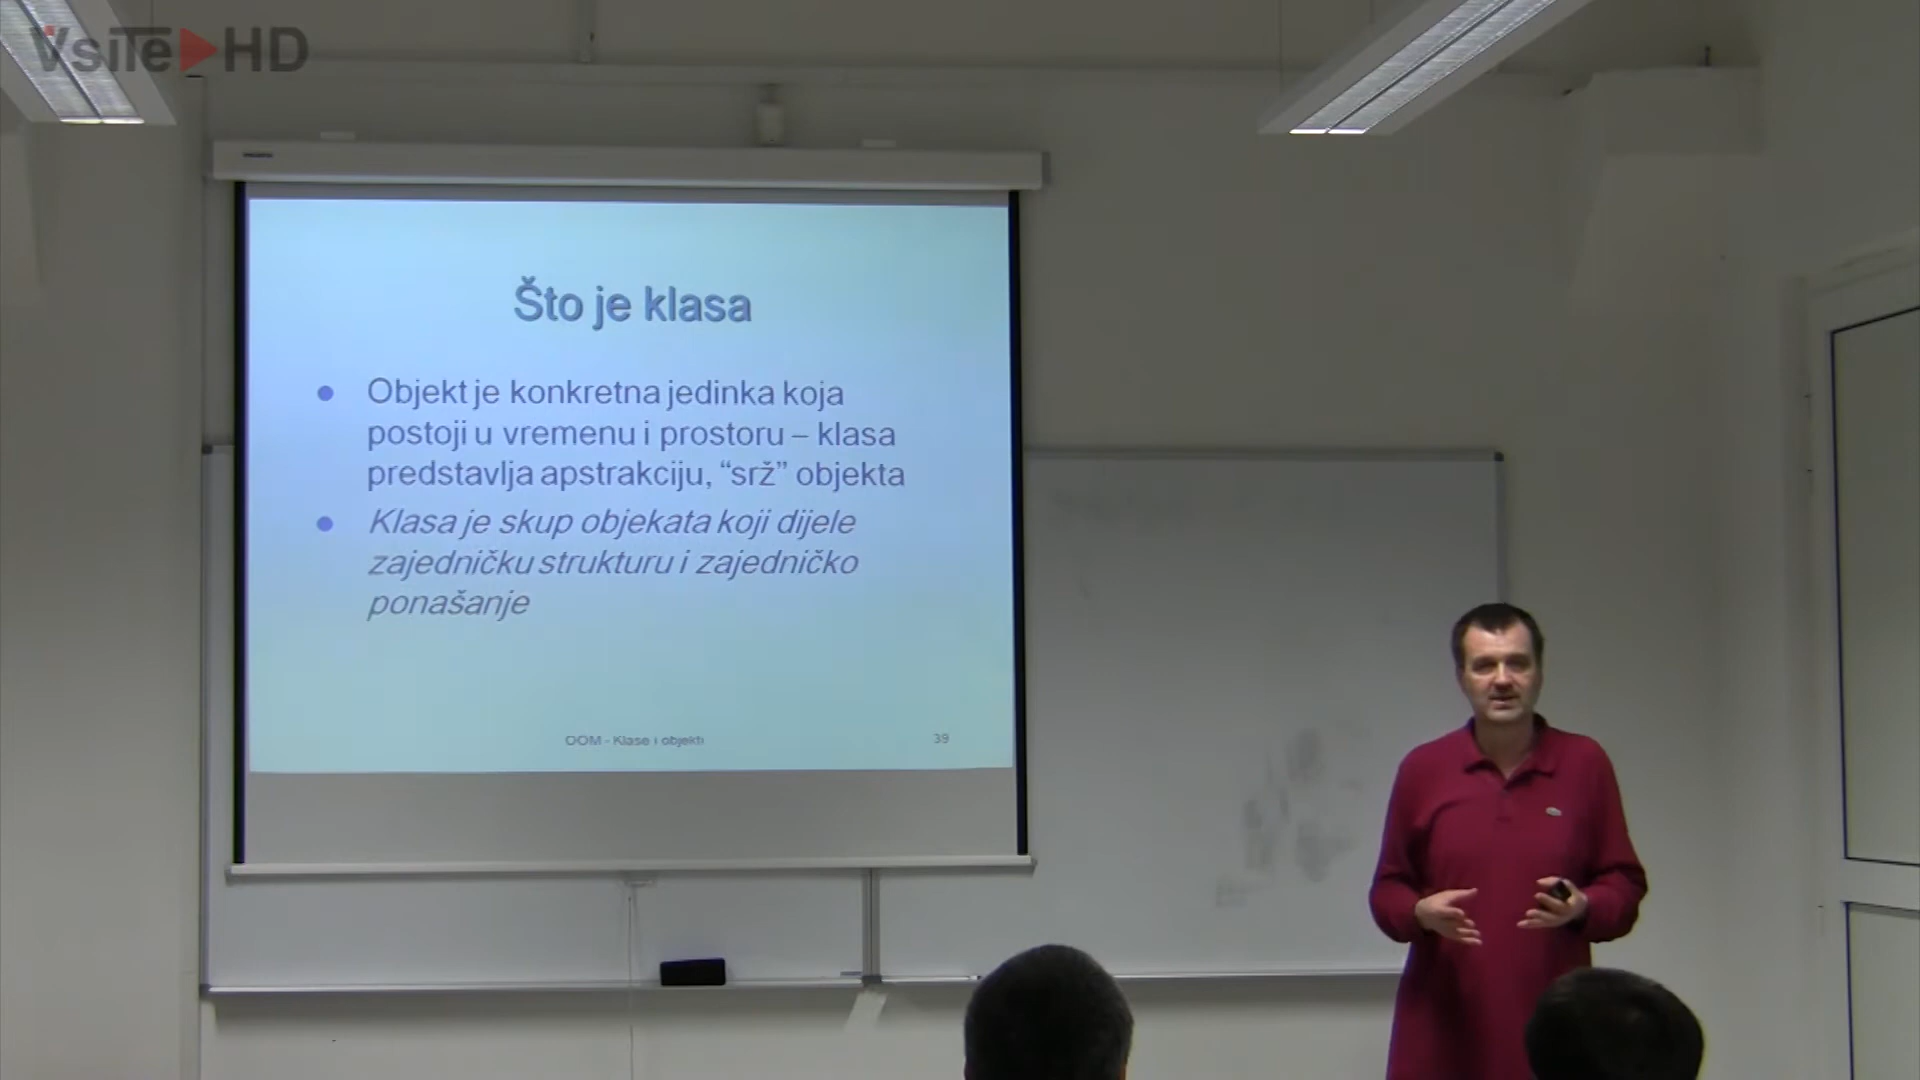 VsiTe HD
Što je klasa
Objekt je konkretna jedinka koja
postoji u vremenu i prostoru – klasa
predstavlja apstrakciju, “srž” objekta
Klasa je skup objekata koji dijele
zajedničku strukturu i zajedničko
ponašanje
OOM - Klase i objekti
39